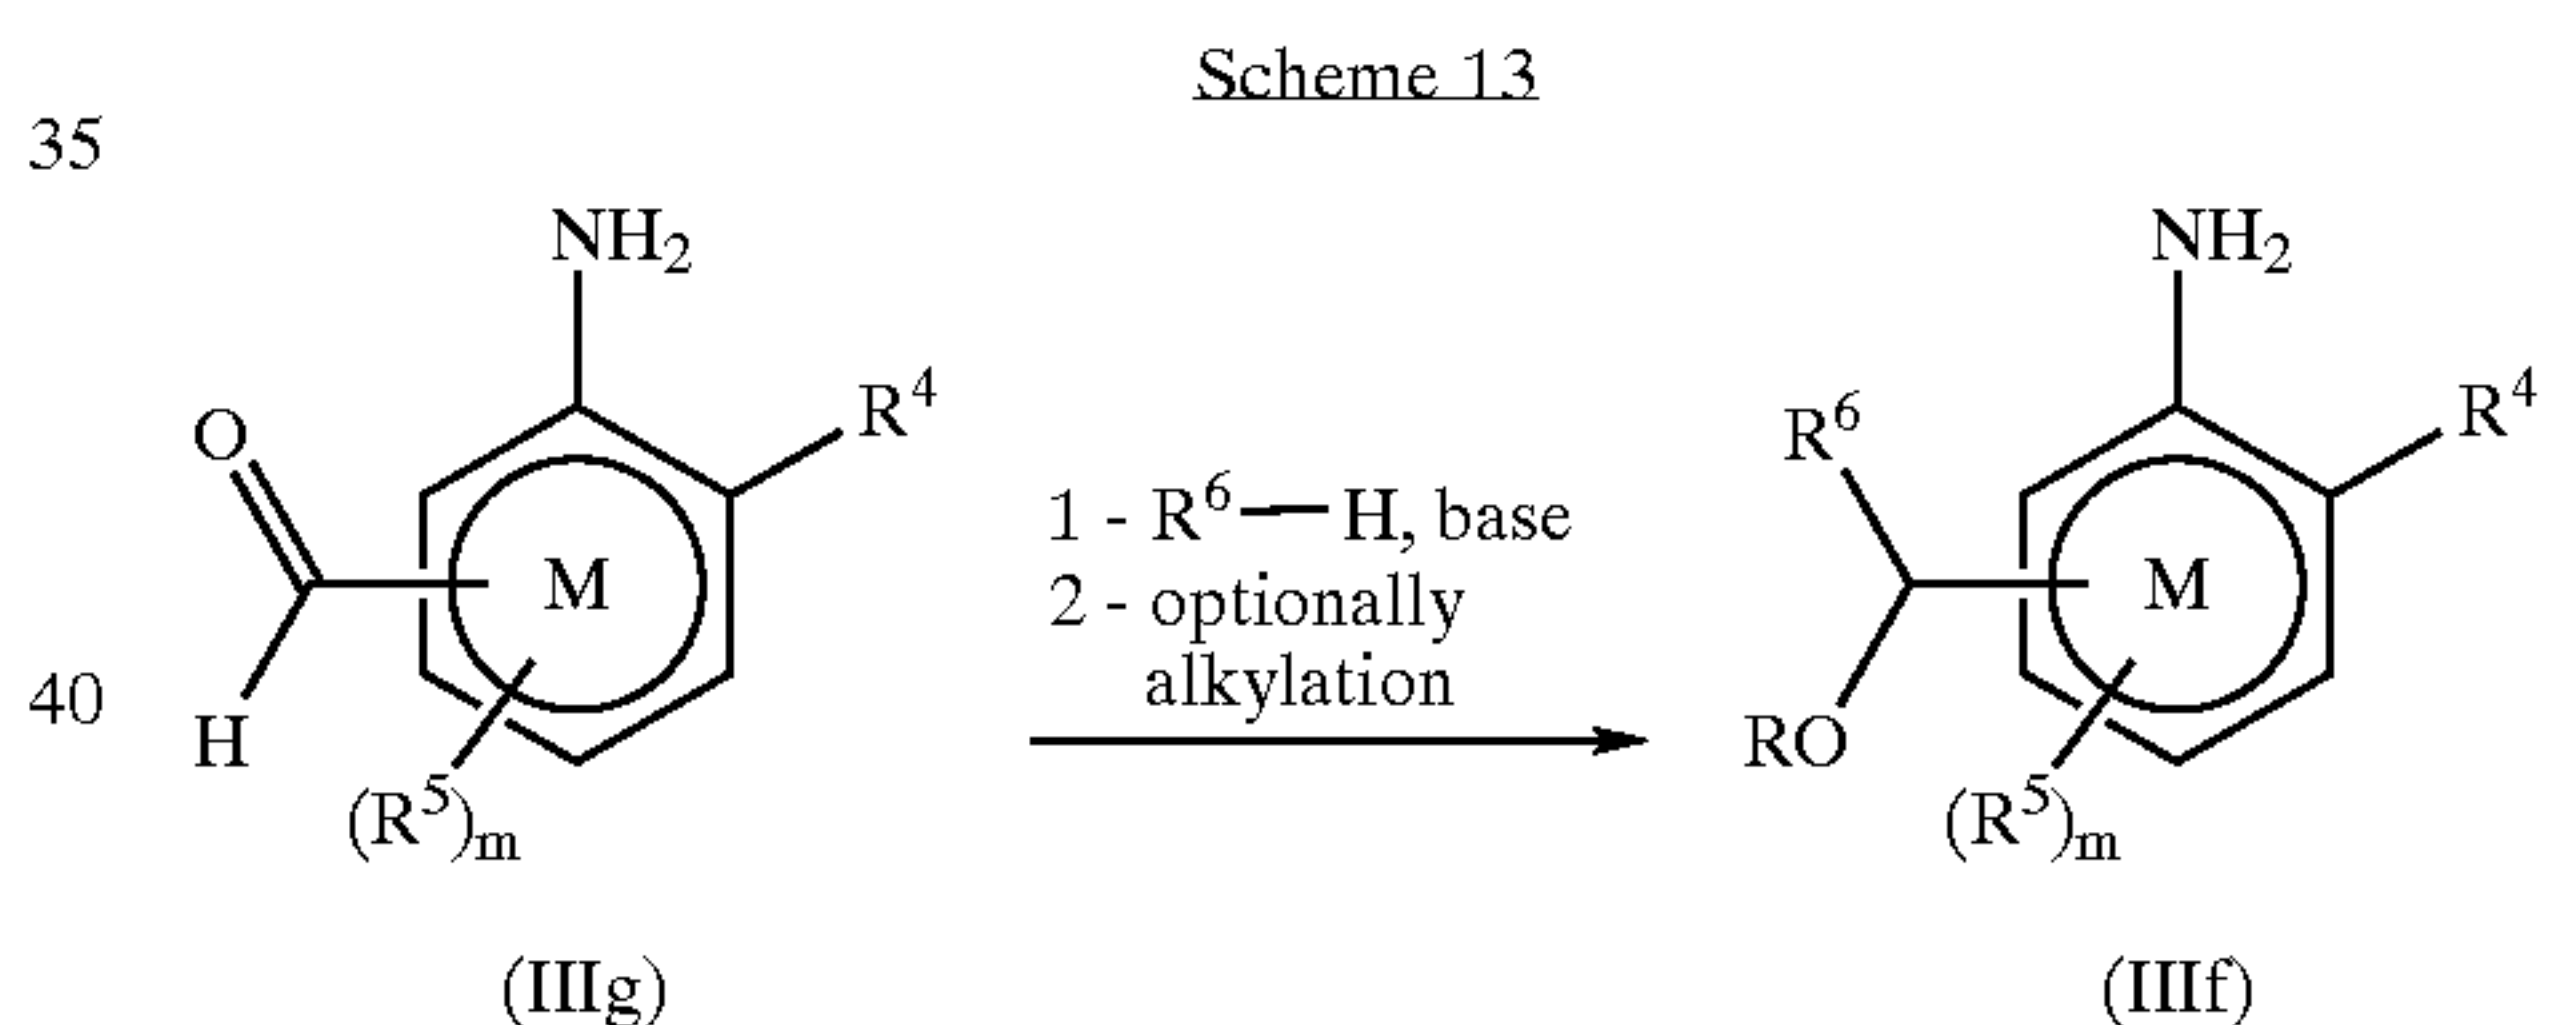 Scheme 13
35
NH2
NH2
R4
R4
O
R6
1 - R6—H, base
2 - optionally
alkylation
M
M
40
H
RO
(R5)m
(R5)m
(IIIg)
(IIIf)